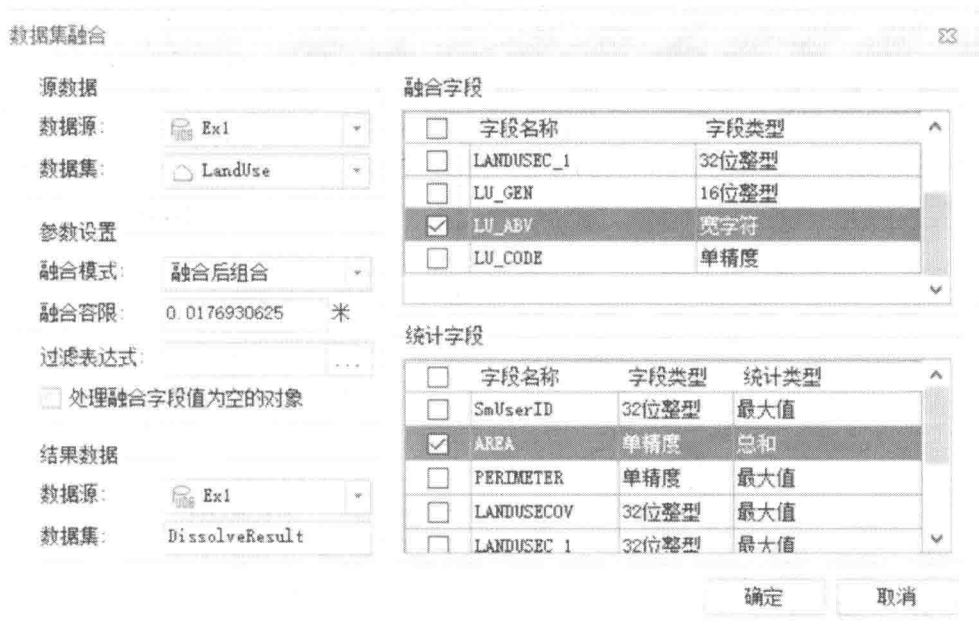 数据集融合
源数据
数据源: Ex1
数据集: LandUse
参数设置
融合模式: 融合后组合
融合容限: 0.0176930625 米
过滤表达式: ...
处理融合字段值为空的对象
结果数据
数据源: Ex1
数据集: DissolveResult
融合字段
字段名称 字段类型
LANDUSEC_1 32位整型
LU_GEN 16位整型
LU_ABV 宽字符
LU_CODE 单精度
统计字段
字段名称 字段类型 统计类型
SmUserID 32位整型 最大值
AREA 单精度 总和
PERIMETER 单精度 最大值
LANDUSECOV 32位整型 最大值
LANDUSEC_1 32位整型 最大值
确定 取消